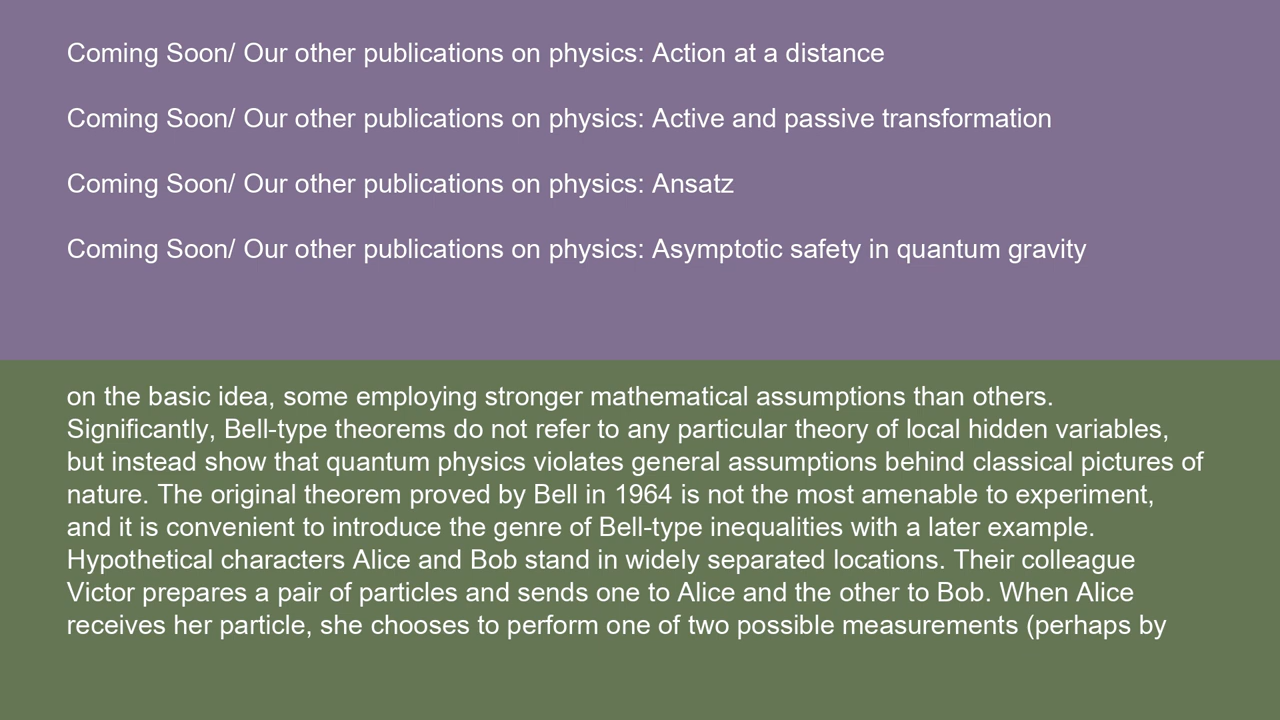 Coming Soon/ Our other publications on physics: Action at a distance
Coming Soon/ Our other publications on physics: Active and passive transformation
Coming Soon/ Our other publications on physics: Ansatz
Coming Soon/ Our other publications on physics: Asymptotic safety in quantum gravity
on the basic idea, some employing stronger mathematical assumptions than others.
Significantly, Bell-type theorems do not refer to any particular theory of local hidden variables,
but instead show that quantum physics violates general assumptions behind classical pictures of
nature. The original theorem proved by Bell in 1964 is not the most amenable to experiment,
and it is convenient to introduce the genre of Bell-type inequalities with a later example.
Hypothetical characters Alice and Bob stand in widely separated locations. Their colleague
Victor prepares a pair of particles and sends one to Alice and the other to Bob. When Alice
receives her particle, she chooses to perform one of two possible measurements (perhaps by